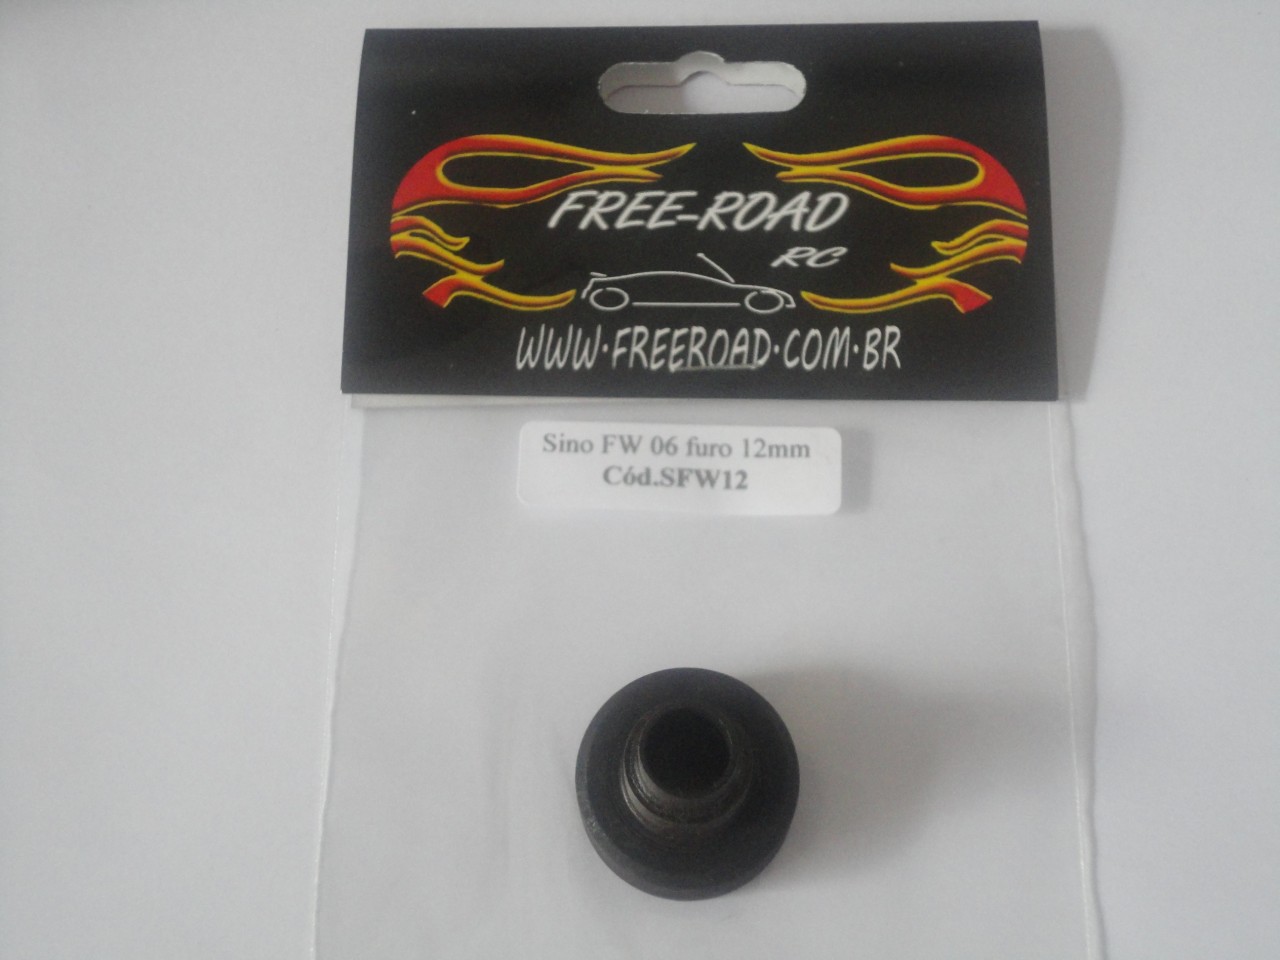 FREE-ROAD
RC
WWW.FREEROAD.COM.BR
Sino FW 06 furo 12mm
Cód.SFW12